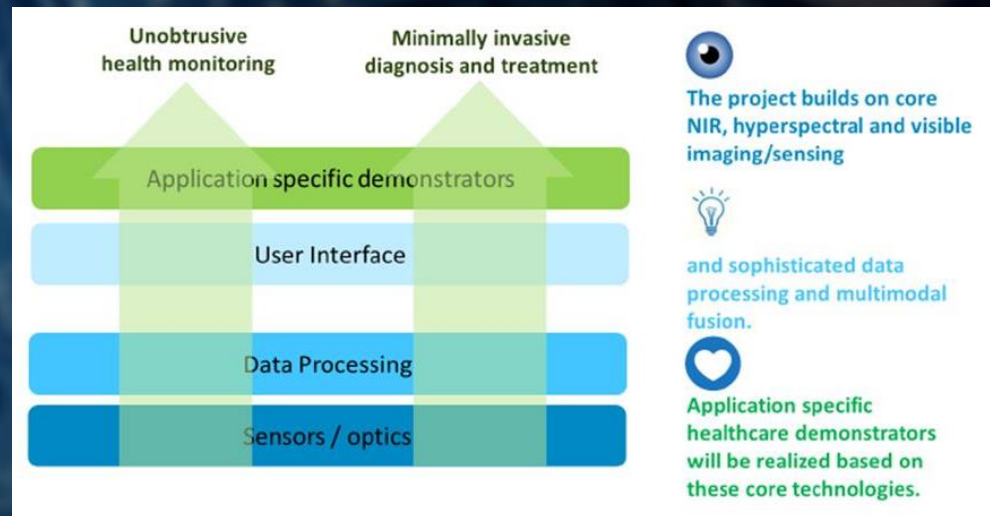 Unobtrusive
health monitoring
Minimally invasive
diagnosis and treatment
Application specific demonstrators
User Interface
Data Processing
Sensors / optics
The project builds on core
NIR, hyperspectral and visible
imaging/sensing
and sophisticated data
processing and multimodal
fusion.
Application specific
healthcare demonstrators
will be realized based on
these core technologies.